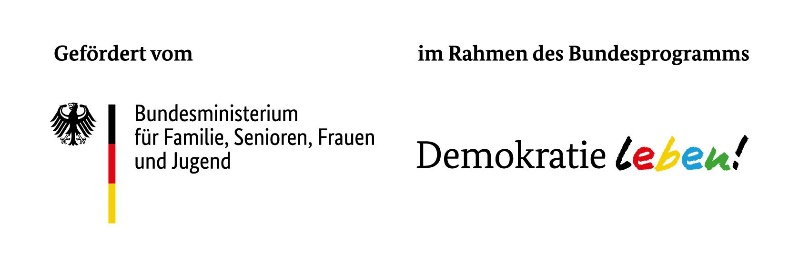 Gefördert vom
im Rahmen des Bundesprogramms
Bundesministerium
für Familie, Senioren, Frauen
und Jugend
Demokratie leben!